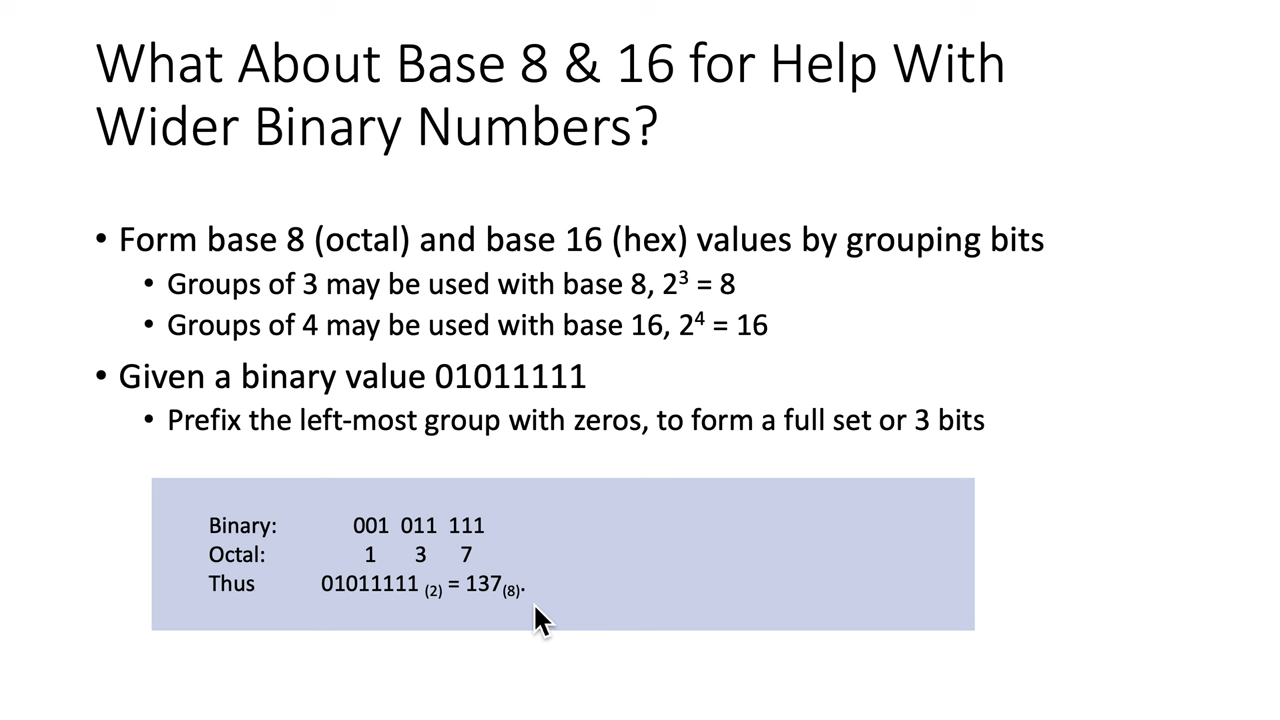 What About Base 8 & 16 for Help With
Wider Binary Numbers?
• Form base 8 (octal) and base 16 (hex) values by grouping bits
• Groups of 3 may be used with base 8, 2³ = 8
• Groups of 4 may be used with base 16, 2⁴ = 16
• Given a binary value 01011111
• Prefix the left-most group with zeros, to form a full set or 3 bits
Binary: 001 011 111
Octal: 1 3 7
Thus 01011111 (2) = 137(8).